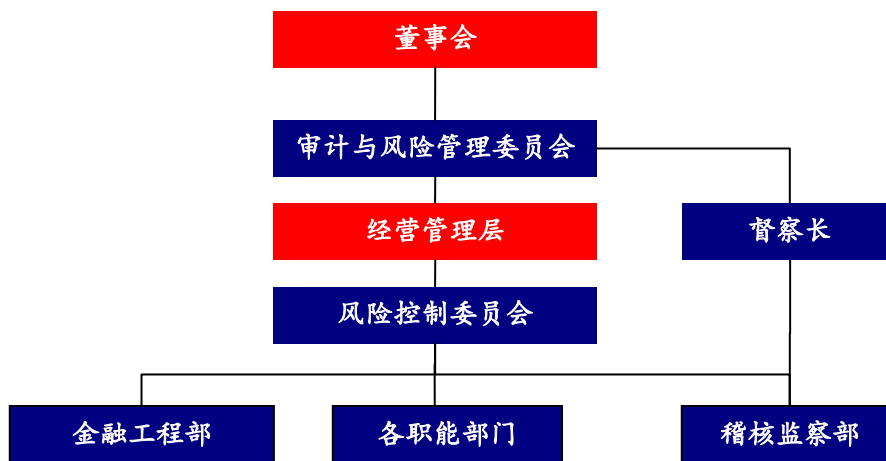 董事会
审计与风险管理委员会
经营管理层
督察长
风险控制委员会
金融工程部
各职能部门
稽核监察部